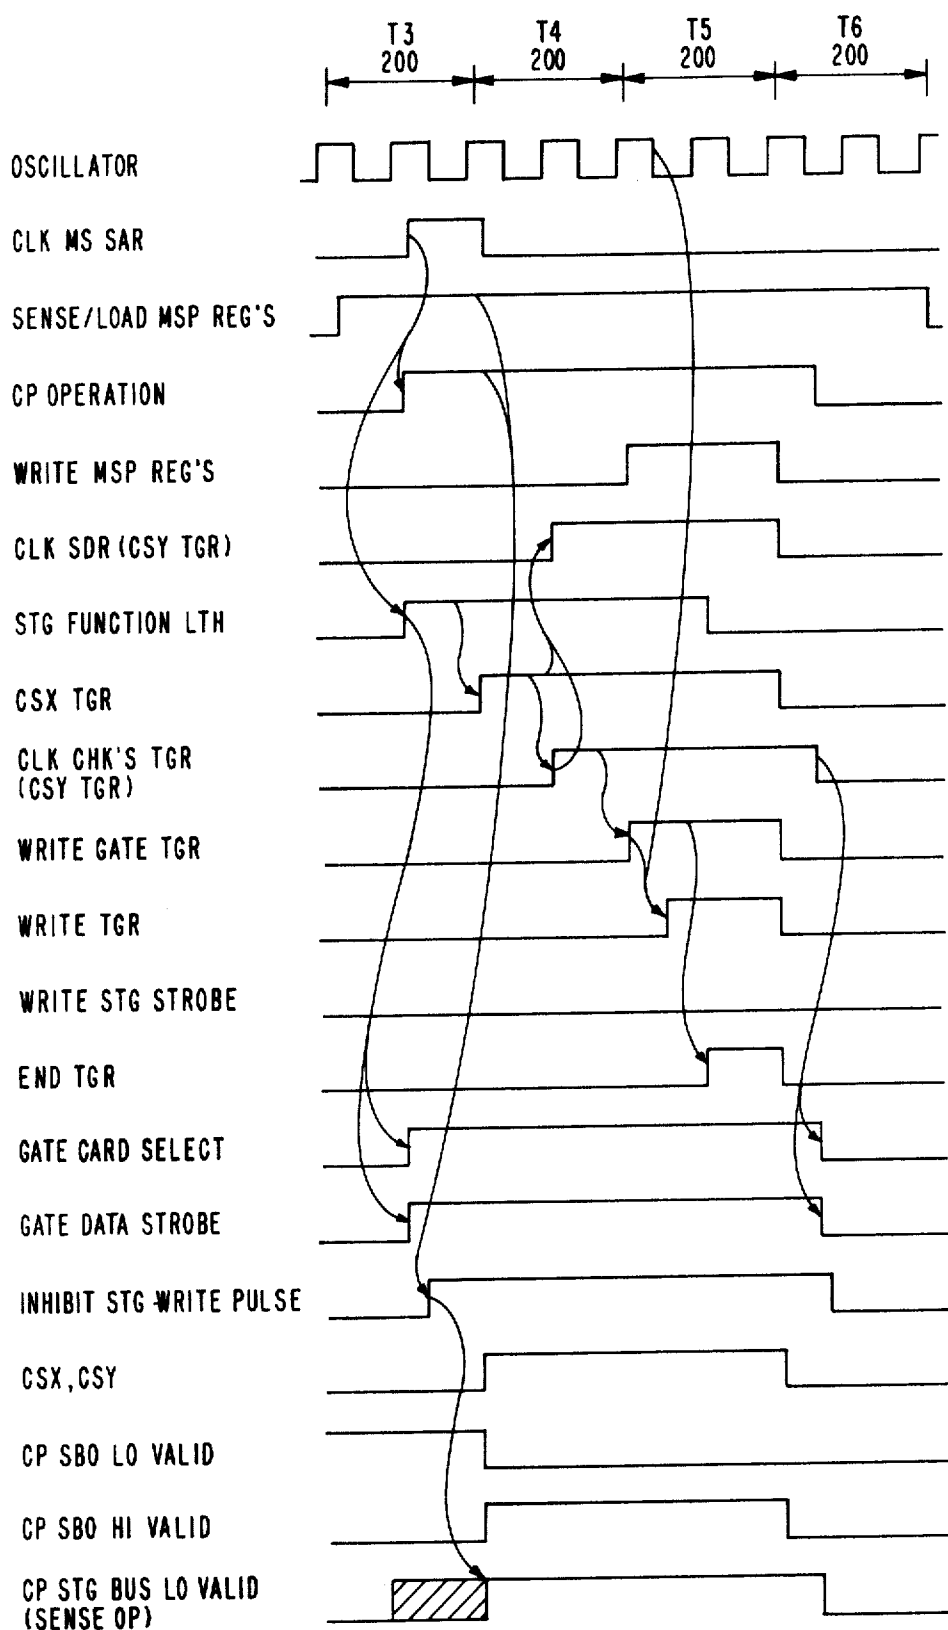 T3 T4 T5 T6
200 200 200 200
OSCILLATOR
CLK MS SAR
SENSE/LOAD MSP REG'S
CP OPERATION
WRITE MSP REG'S
CLK SDR (CSY TGR)
STG FUNCTION LTH
CSX TGR
CLK CHK'S TGR
(CSY TGR)
WRITE GATE TGR
WRITE TGR
WRITE STG STROBE
END TGR
GATE CARD SELECT
GATE DATA STROBE
INHIBIT STG WRITE PULSE
CSX,CSY
CP SBO LO VALID
CP SBO HI VALID
CP STG BUS LO VALID
(SENSE OP)